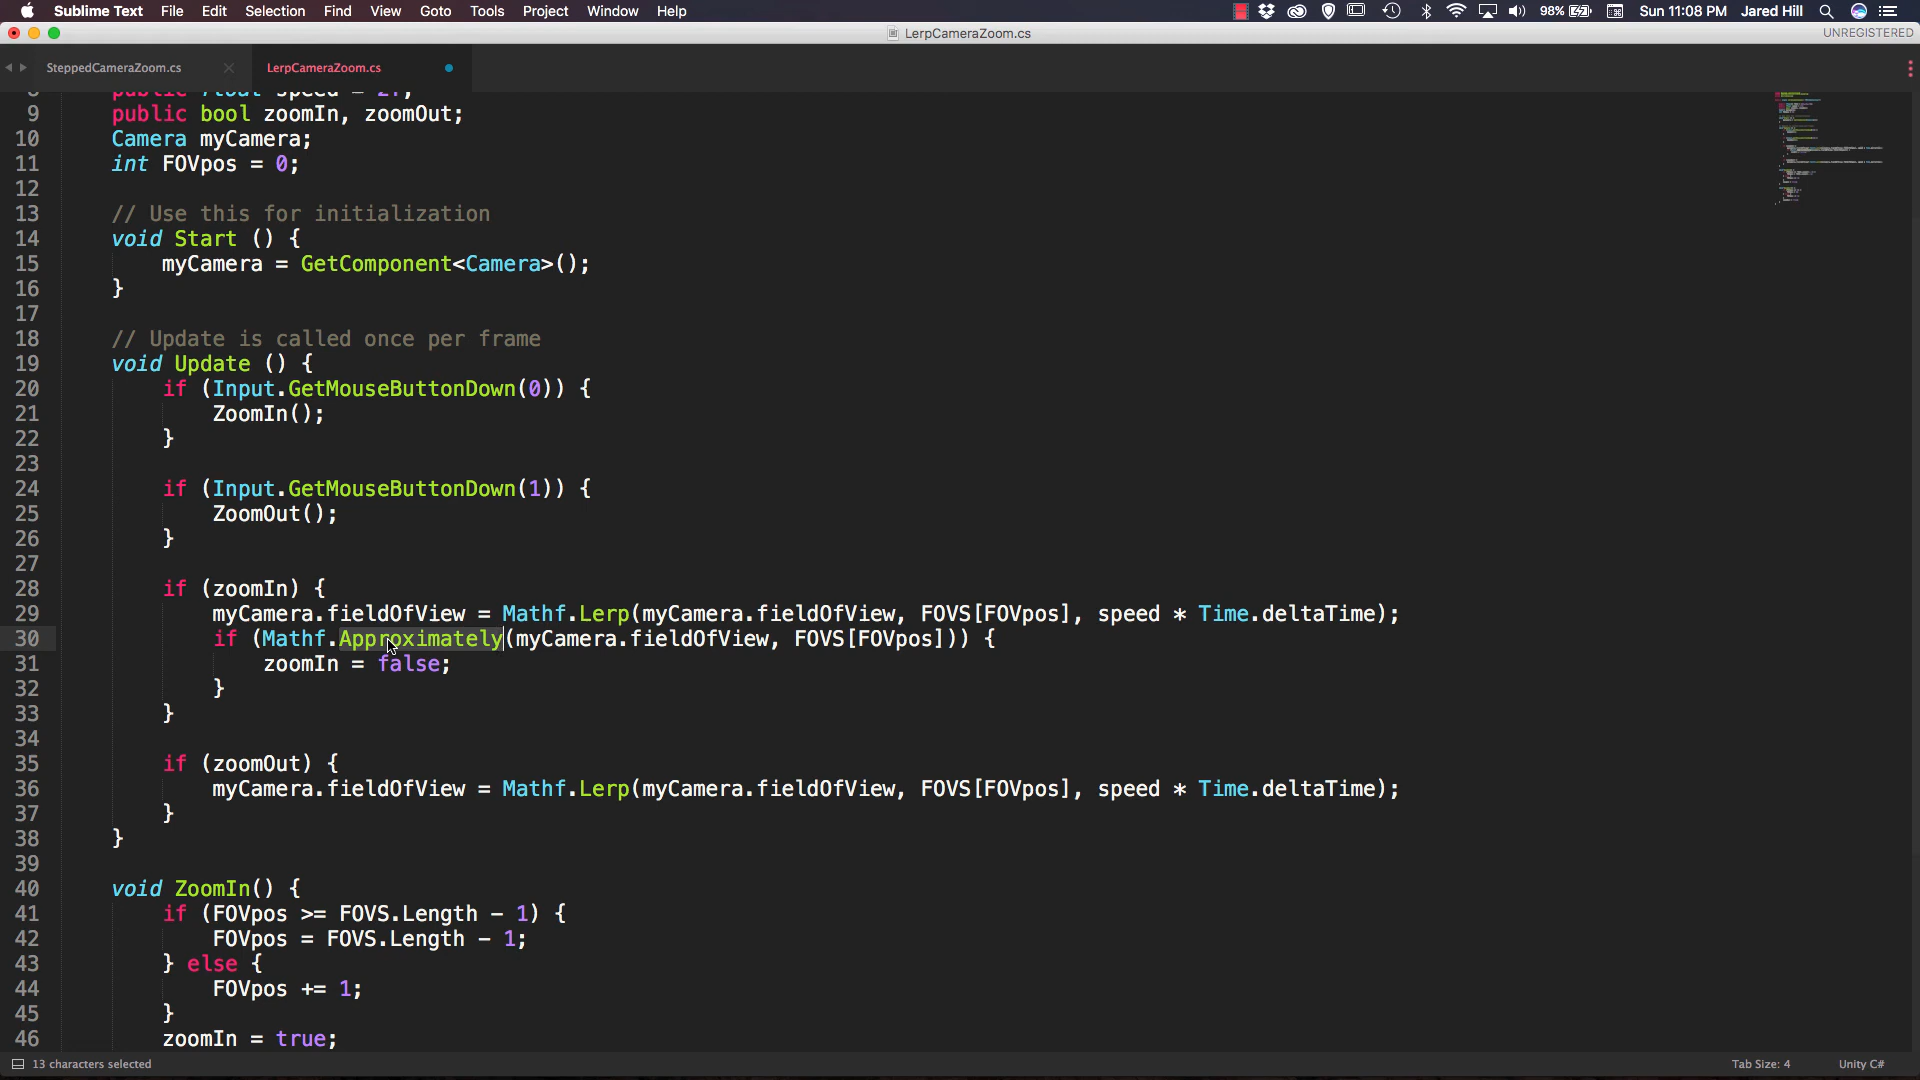 Sublime Text File Edit Selection Find View Goto Tools Project Window Help 98% Sun 11:08 PM Jared Hill
LerpCameraZoom.cs UNREGISTERED
SteppedCameraZoom.cs LerpCameraZoom.cs
8 public float speed = 2f;
9 public bool zoomIn, zoomOut;
10 Camera myCamera;
11 int FOVpos = 0;
12
13 // Use this for initialization
14 void Start () {
15 myCamera = GetComponent<Camera>();
16 }
17
18 // Update is called once per frame
19 void Update () {
20 if (Input.GetMouseButtonDown(0)) {
21 ZoomIn();
22 }
23
24 if (Input.GetMouseButtonDown(1)) {
25 ZoomOut();
26 }
27
28 if (zoomIn) {
29 myCamera.fieldOfView = Mathf.Lerp(myCamera.fieldOfView, FOVS[FOVpos], speed * Time.deltaTime);
30 if (Mathf.Approximately(myCamera.fieldOfView, FOVS[FOVpos])) {
31 zoomIn = false;
32 }
33 }
34
35 if (zoomOut) {
36 myCamera.fieldOfView = Mathf.Lerp(myCamera.fieldOfView, FOVS[FOVpos], speed * Time.deltaTime);
37 }
38 }
39
40 void ZoomIn() {
41 if (FOVpos >= FOVS.Length - 1) {
42 FOVpos = FOVS.Length - 1;
43 } else {
44 FOVpos += 1;
45 }
46 zoomIn = true;
13 characters selected Tab Size: 4 Unity C#